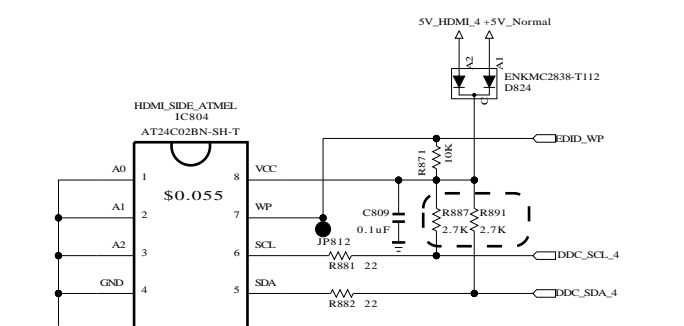 5V_HDMI_4 +5V_Normal
A2
A1
ENKMC2838-T112
D824
C
HDMI_SIDE_ATMEL
IC804
AT24C02BN-SH-T
EDID_WP
R871
10K
A0
1
8
VCC
$0.055
A1
2
7
WP
C809
0.1uF
R887
2.7K
R891
2.7K
JP812
A2
3
6
SCL
R881 22
DDC_SCL_4
GND
4
5
SDA
R882 22
DDC_SDA_4